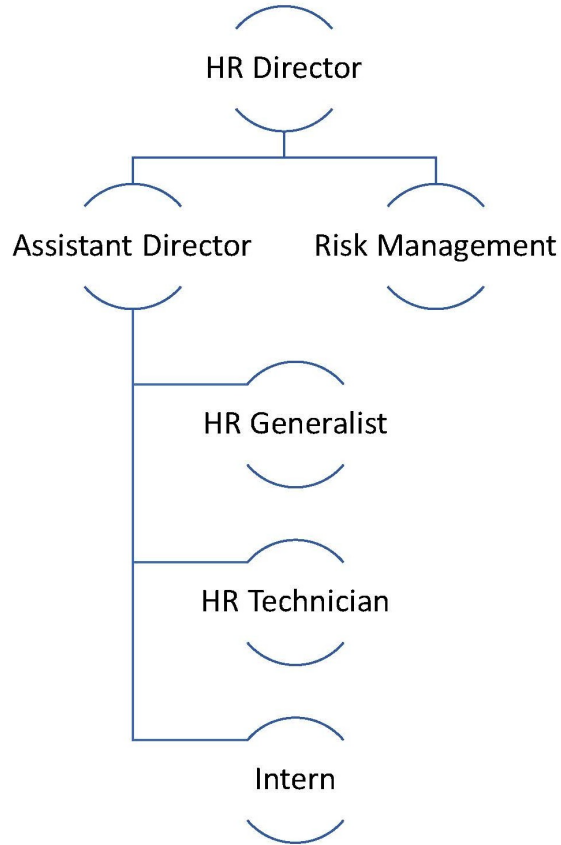 HR Director
Assistant Director
Risk Management
HR Generalist
HR Technician
Intern